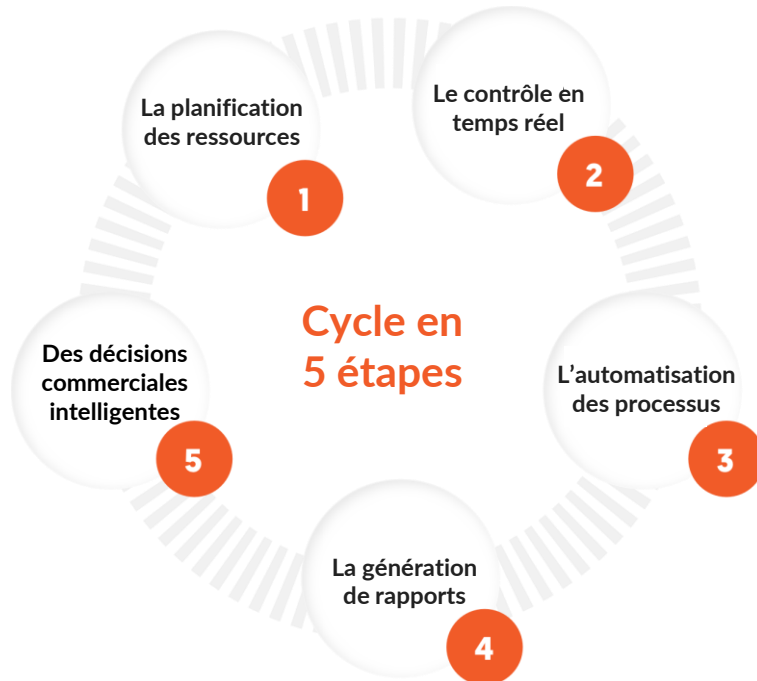 La planification
des ressources
1
Le contrôle en
temps réel
2
Cycle en
5 étapes
L'automatisation
des processus
3
La génération
de rapports
4
Des décisions
commerciales
intelligentes
5